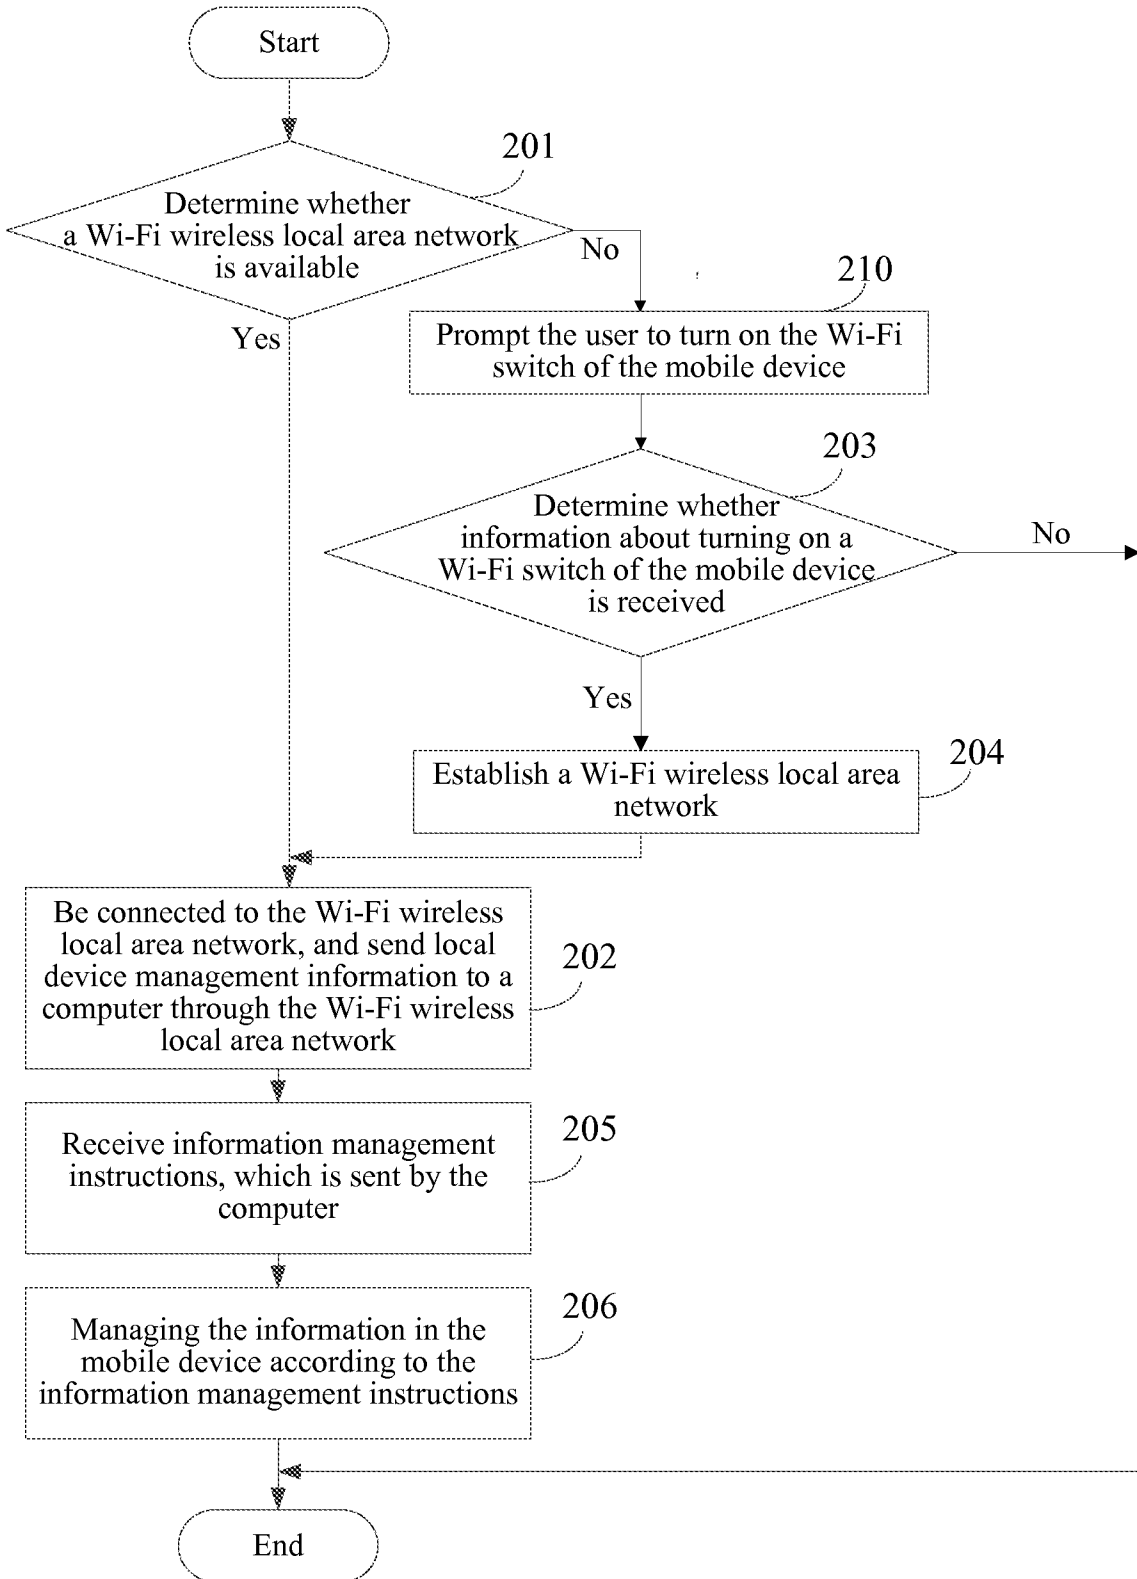 Start
201
Determine whether
a Wi-Fi wireless local area network
is available
No
Yes
210
Prompt the user to turn on the Wi-Fi
switch of the mobile device
203
Determine whether
information about turning on a
Wi-Fi switch of the mobile device
is received
No
Yes
204
Establish a Wi-Fi wireless local area
network
Be connected to the Wi-Fi wireless
local area network, and send local
device management information to a
computer through the Wi-Fi wireless
local area network
202
Receive information management
instructions, which is sent by the
computer
205
Managing the information in the
mobile device according to the
information management instructions
206
End